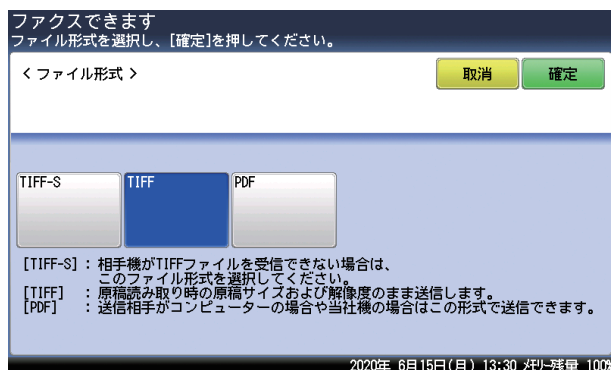 ファクスできます
ファイル形式を選択し、[確定]を押してください。
<ファイル形式>
取消
確定
TIFF-S
TIFF
PDF
[TIFF-S]：相手機がTIFFファイルを受信できない場合は、
このファイル形式を選択してください。
[TIFF]　：原稿読み取り時の原稿サイズおよび解像度のまま送信します。
[PDF]　：送信相手がコンピューターの場合や当社機の場合はこの形式で送信できます。
2020年 6月15日(月) 13:30 ﾒﾓﾘｰ残量 100%